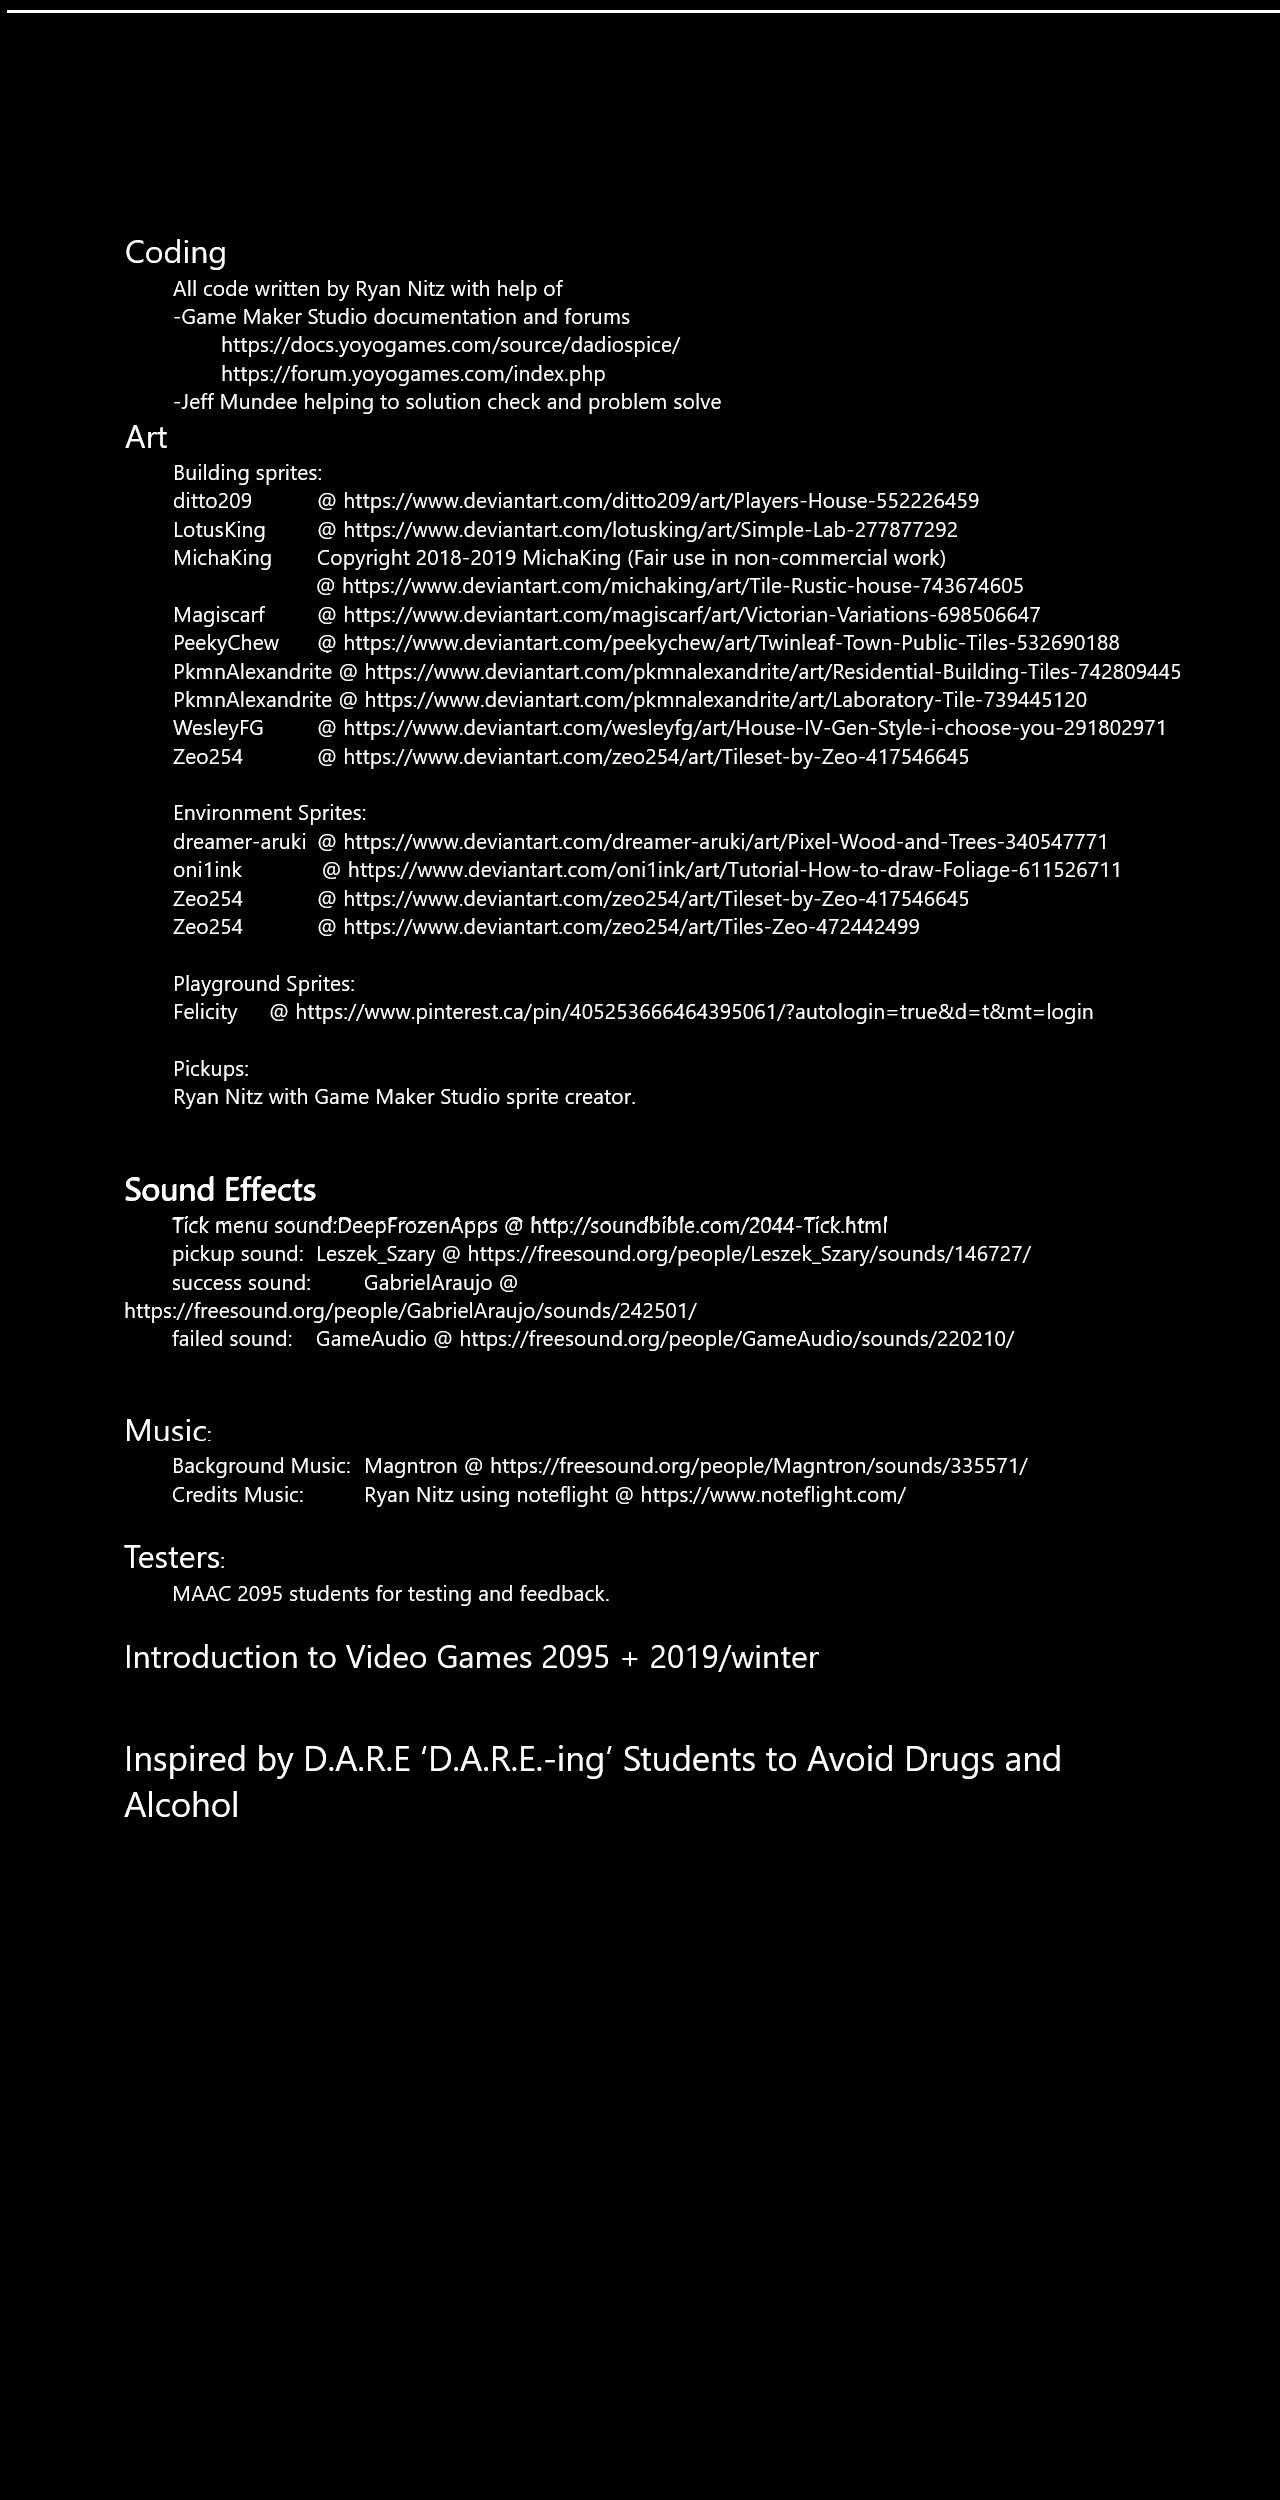 Coding
All code written by Ryan Nitz with help of
-Game Maker Studio documentation and forums
https://docs.yoyogames.com/source/dadiospice/
https://forum.yoyogames.com/index.php
-Jeff Mundee helping to solution check and problem solve
Art
Building sprites:
ditto209 @ https://www.deviantart.com/ditto209/art/Players-House-552226459
LotusKing @ https://www.deviantart.com/lotusking/art/Simple-Lab-277877292
MichaKing Copyright 2018-2019 MichaKing (Fair use in non-commercial work)
@ https://www.deviantart.com/michaking/art/Tile-Rustic-house-743674605
Magiscarf @ https://www.deviantart.com/magiscarf/art/Victorian-Variations-698506647
PeekyChew @ https://www.deviantart.com/peekychew/art/Twinleaf-Town-Public-Tiles-532690188
PkmnAlexandrite @ https://www.deviantart.com/pkmnalexandrite/art/Residential-Building-Tiles-742809445
PkmnAlexandrite @ https://www.deviantart.com/pkmnalexandrite/art/Laboratory-Tile-739445120
WesleyFG @ https://www.deviantart.com/wesleyfg/art/House-IV-Gen-Style-i-choose-you-291802971
Zeo254 @ https://www.deviantart.com/zeo254/art/Tileset-by-Zeo-417546645
Environment Sprites:
dreamer-aruki @ https://www.deviantart.com/dreamer-aruki/art/Pixel-Wood-and-Trees-340547771
oni1ink @ https://www.deviantart.com/oni1ink/art/Tutorial-How-to-draw-Foliage-611526711
Zeo254 @ https://www.deviantart.com/zeo254/art/Tileset-by-Zeo-417546645
Zeo254 @ https://www.deviantart.com/zeo254/art/Tiles-Zeo-472442499
Playground Sprites:
Felicity @ https://www.pinterest.ca/pin/405253666464395061/?autologin=true&d=t&mt=login
Pickups:
Ryan Nitz with Game Maker Studio sprite creator.
Sound Effects
Tick menu sound:DeepFrozenApps @ http://soundbible.com/2044-Tick.html
pickup sound: Leszek_Szary @ https://freesound.org/people/Leszek_Szary/sounds/146727/
success sound: GabrielAraujo @
https://freesound.org/people/GabrielAraujo/sounds/242501/
failed sound: GameAudio @ https://freesound.org/people/GameAudio/sounds/220210/
Music:
Background Music: Magntron @ https://freesound.org/people/Magntron/sounds/335571/
Credits Music: Ryan Nitz using noteflight @ https://www.noteflight.com/
Testers:
MAAC 2095 students for testing and feedback.
Introduction to Video Games 2095 + 2019/winter
Inspired by D.A.R.E ‘D.A.R.E.-ing’ Students to Avoid Drugs and
Alcohol